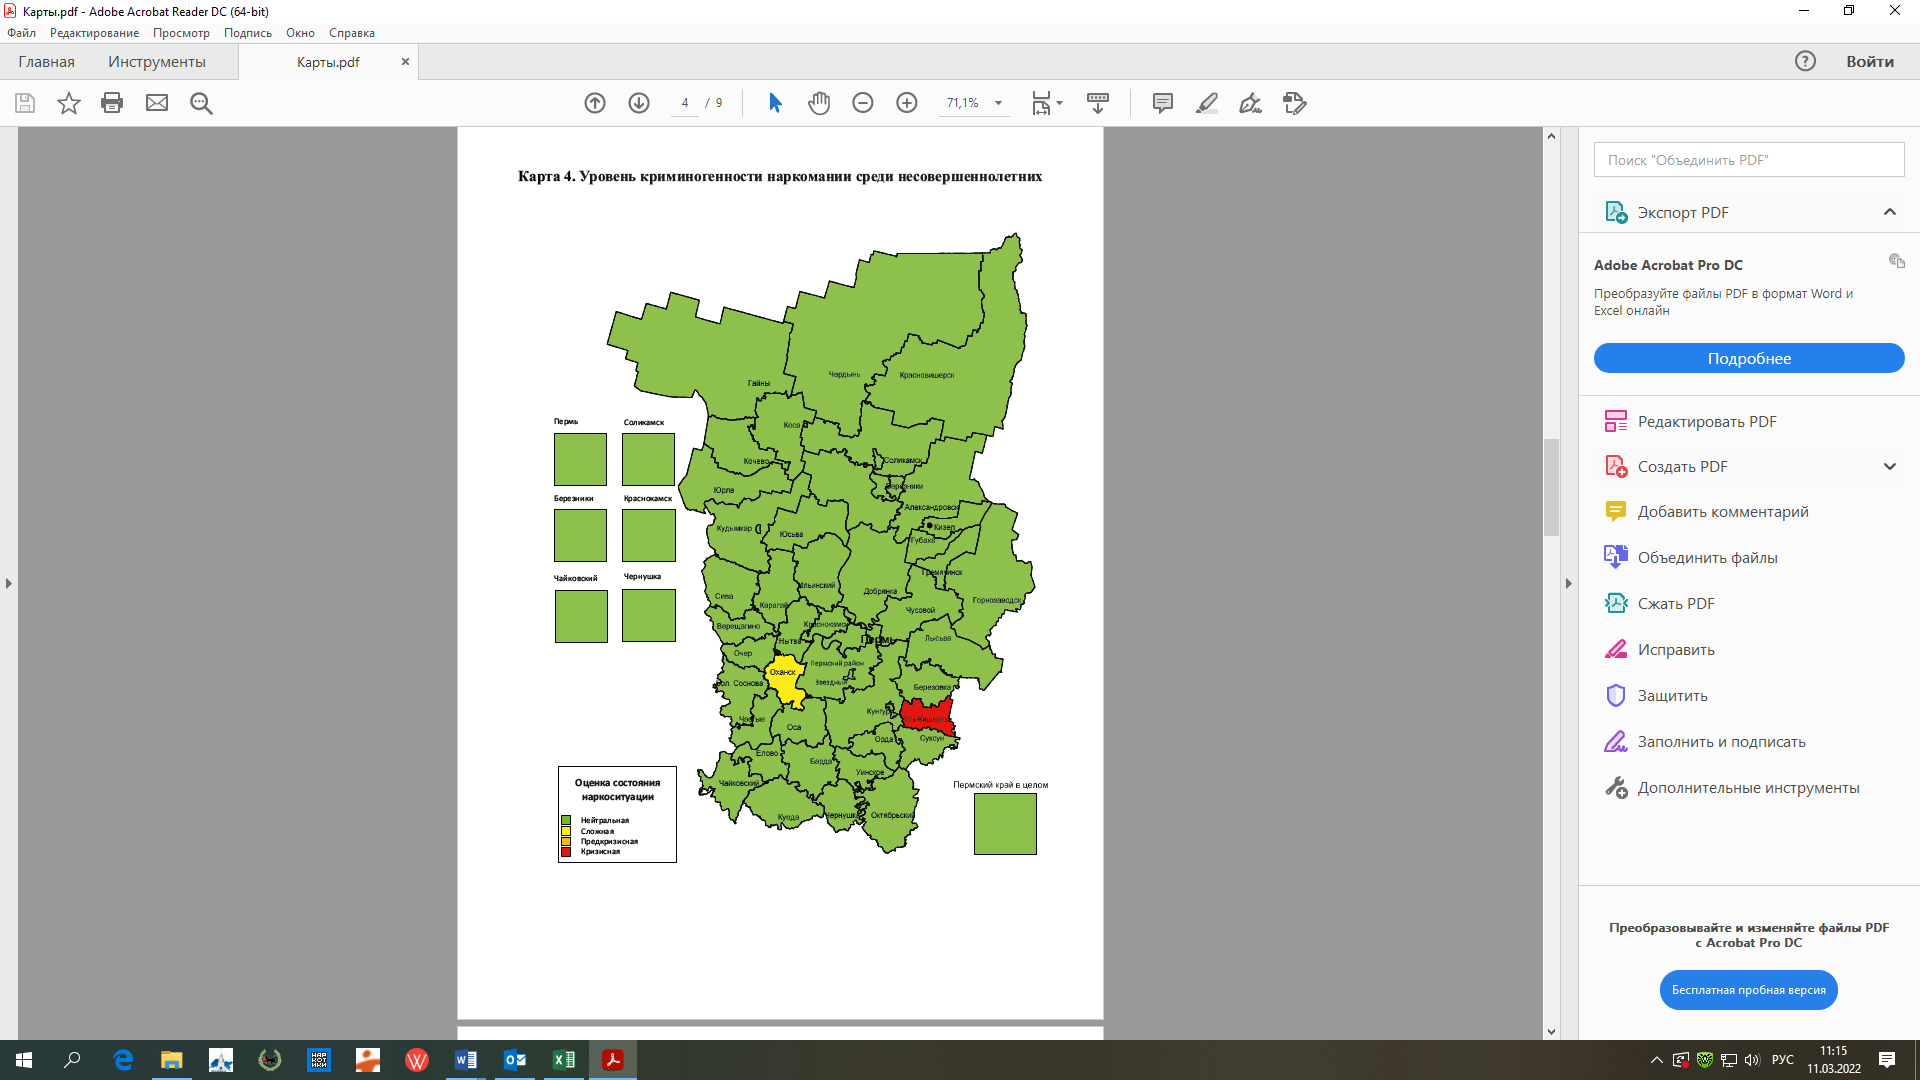 Карты.pdf - Adobe Acrobat Reader DC (64-bit)
Файл Редактирование Просмотр Подпись Окно Справка
Главная Инструменты Карты.pdf × ? Войти
4 / 9 71,1%
Карта 4. Уровень криминогенности наркомании среди несовершеннолетних
Чердынь
Красновишерск
Гайны
Коса
Пермь Соликамск
Соликамск
Кочево
Юрла
Березники
Березники Краснокамск
Александровск
Кизел
Кудымкар
Юсьва
Губаха
Гремячинск
Чайковский Чернушка
Ильинский
Добрянка
Сива
Карагай
Горнозаводск
Чусовой
Верещагино
Краснокамск
Нытва
Пермь
Лысьва
Очер
Пермский район
Оханск
Бол. Соснова
Звездный
Березовка
Кунгур
Частые
Оса
Орда
Суксун
Елово
Барда
Уинское
Чайковский
Куеда
Чернушка
Октябрьский
Пермский край в целом
Оценка состояния
наркоситуации
Нейтральная
Сложная
Предкризисная
Кризисная
Поиск "Объединить PDF"
Экспорт PDF
Adobe Acrobat Pro DC
Преобразуйте файлы PDF в формат Word и
Excel онлайн
Подробнее
Редактировать PDF
Создать PDF
Добавить комментарий
Объединить файлы
Сжать PDF
Исправить
Защитить
Заполнить и подписать
Дополнительные инструменты
Преобразовывайте и изменяйте файлы PDF
с Acrobat Pro DC
Бесплатная пробная версия
НАР
КОТ
ИКИ
РУС
11:15
11.03.2022